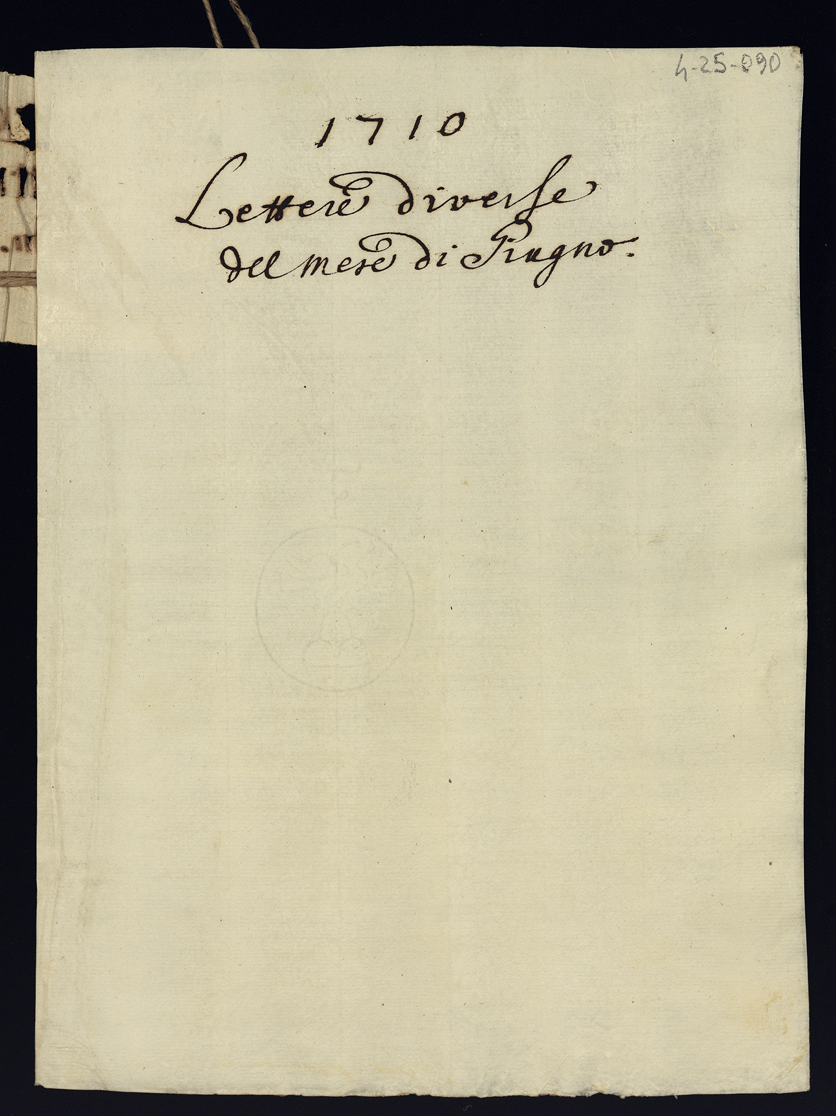 4-25-090
1710
Lettere diverse
del mese di Giugno.